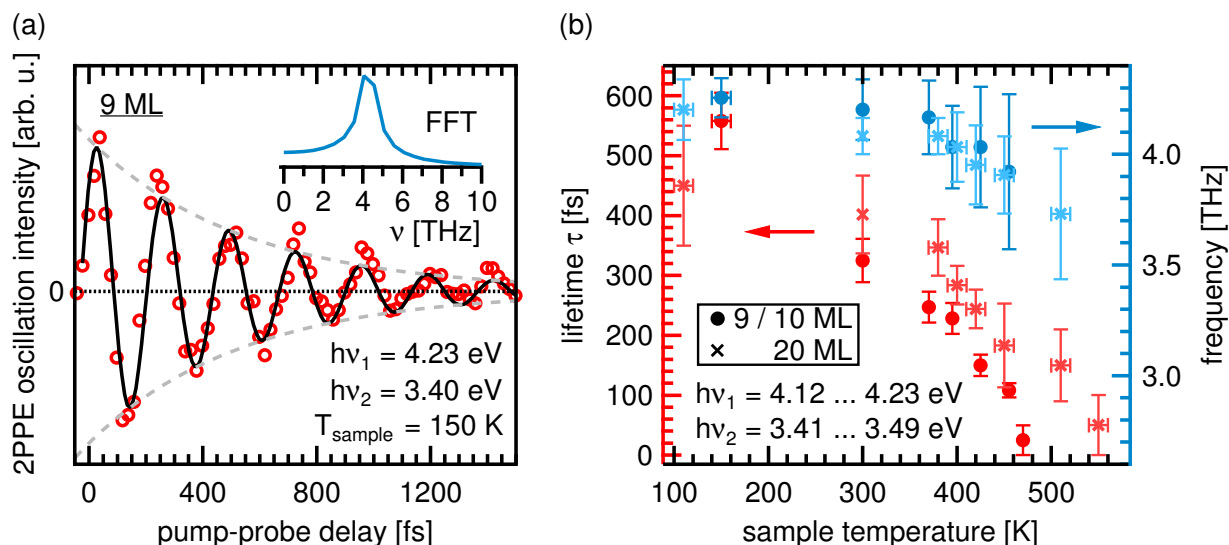 (a)
2PPE oscillation intensity [arb. u.]
9 ML
FFT
0 2 4 6 8 10
ν [THz]
0
hν₁ = 4.23 eV
hν₂ = 3.40 eV
T_sample = 150 K
0 400 800 1200
pump-probe delay [fs]
(b)
lifetime τ [fs]
600
500
400
300
200
100
0
9 / 10 ML
20 ML
hν₁ = 4.12 ... 4.23 eV
hν₂ = 3.41 ... 3.49 eV
100 200 300 400 500
sample temperature [K]
4.0
3.5
3.0
frequency [THz]